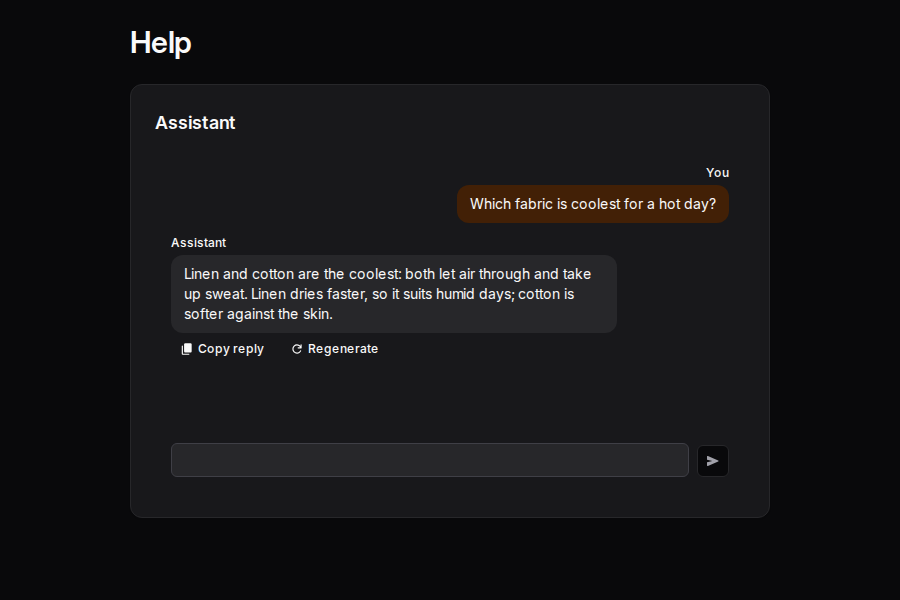 Help
Assistant
You
Which fabric is coolest for a hot day?
Assistant
Linen and cotton are the coolest: both let air through and take
up sweat. Linen dries faster, so it suits humid days; cotton is
softer against the skin.
Copy reply
Regenerate